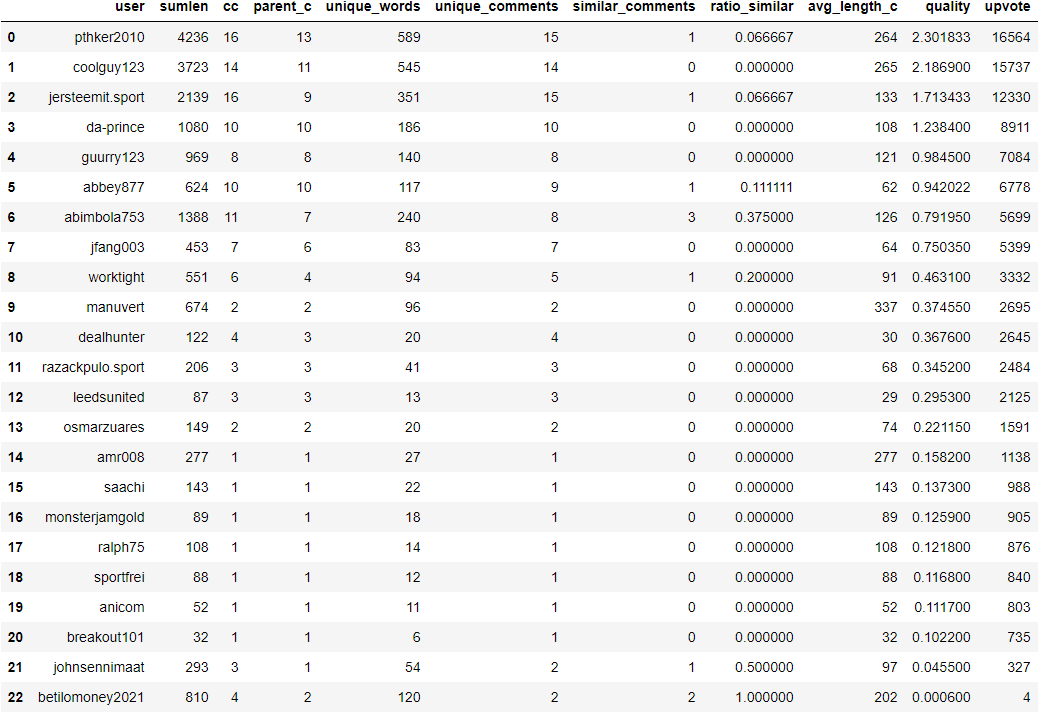 user sumlen cc parent_c unique_words unique_comments similar_comments ratio_similar avg_length_c quality upvote
0 pthker2010 4236 16 13 589 15 1 0.066667 264 2.301833 16564
1 coolguy123 3723 14 11 545 14 0 0.000000 265 2.186900 15737
2 jersteemit.sport 2139 16 9 351 15 1 0.066667 133 1.713433 12330
3 da-prince 1080 10 10 186 10 0 0.000000 108 1.238400 8911
4 guurry123 969 8 8 140 8 0 0.000000 121 0.984500 7084
5 abbey877 624 10 10 117 9 1 0.111111 62 0.942022 6778
6 abimbola753 1388 11 7 240 8 3 0.375000 126 0.791950 5699
7 jfang003 453 7 6 83 7 0 0.000000 64 0.750350 5399
8 worktight 551 6 4 94 5 1 0.200000 91 0.463100 3332
9 manuvert 674 2 2 96 2 0 0.000000 337 0.374550 2695
10 dealhunter 122 4 3 20 4 0 0.000000 30 0.367600 2645
11 razackpulo.sport 206 3 3 41 3 0 0.000000 68 0.345200 2484
12 leedsunited 87 3 3 13 3 0 0.000000 29 0.295300 2125
13 osmarzuares 149 2 2 20 2 0 0.000000 74 0.221150 1591
14 amr008 277 1 1 27 1 0 0.000000 277 0.158200 1138
15 saachi 143 1 1 22 1 0 0.000000 143 0.137300 988
16 monsterjamgold 89 1 1 18 1 0 0.000000 89 0.125900 905
17 ralph75 108 1 1 14 1 0 0.000000 108 0.121800 876
18 sportfrei 88 1 1 12 1 0 0.000000 88 0.116800 840
19 anicom 52 1 1 11 1 0 0.000000 52 0.111700 803
20 breakout101 32 1 1 6 1 0 0.000000 32 0.102200 735
21 johnsennimaat 293 3 1 54 2 1 0.500000 97 0.045500 327
22 betilomoney2021 810 4 2 120 2 2 1.000000 202 0.000600 4